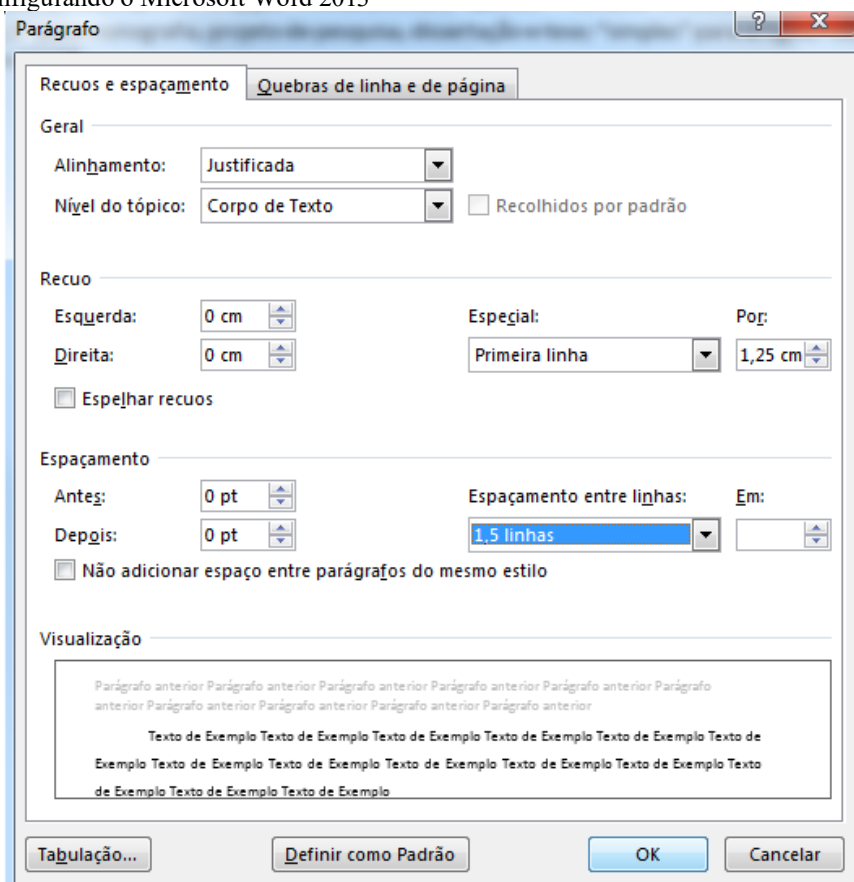 nfigurando o Microsoft Word 2013
Parágrafo
Recuos e espaçamento Quebras de linha e de página
Geral
Alinhamento: Justificada
Nível do tópico: Corpo de Texto Recolhidos por padrão
Recuo
Esquerda: 0 cm Especial: Por:
Direita: 0 cm Primeira linha 1,25 cm
Espelhar recuos
Espaçamento
Antes: 0 pt Espaçamento entre linhas: Em:
Depois: 0 pt 1,5 linhas
Não adicionar espaço entre parágrafos do mesmo estilo
Visualização
Parágrafo anterior Parágrafo anterior Parágrafo anterior Parágrafo anterior Parágrafo anterior Parágrafo
anterior Parágrafo anterior Parágrafo anterior Parágrafo anterior Parágrafo anterior
Texto de Exemplo Texto de Exemplo Texto de Exemplo Texto de Exemplo Texto de Exemplo Texto de
Exemplo Texto de Exemplo Texto de Exemplo Texto de Exemplo Texto de Exemplo Texto de Exemplo Texto
de Exemplo Texto de Exemplo Texto de Exemplo
Tabulação... Definir como Padrão OK Cancelar